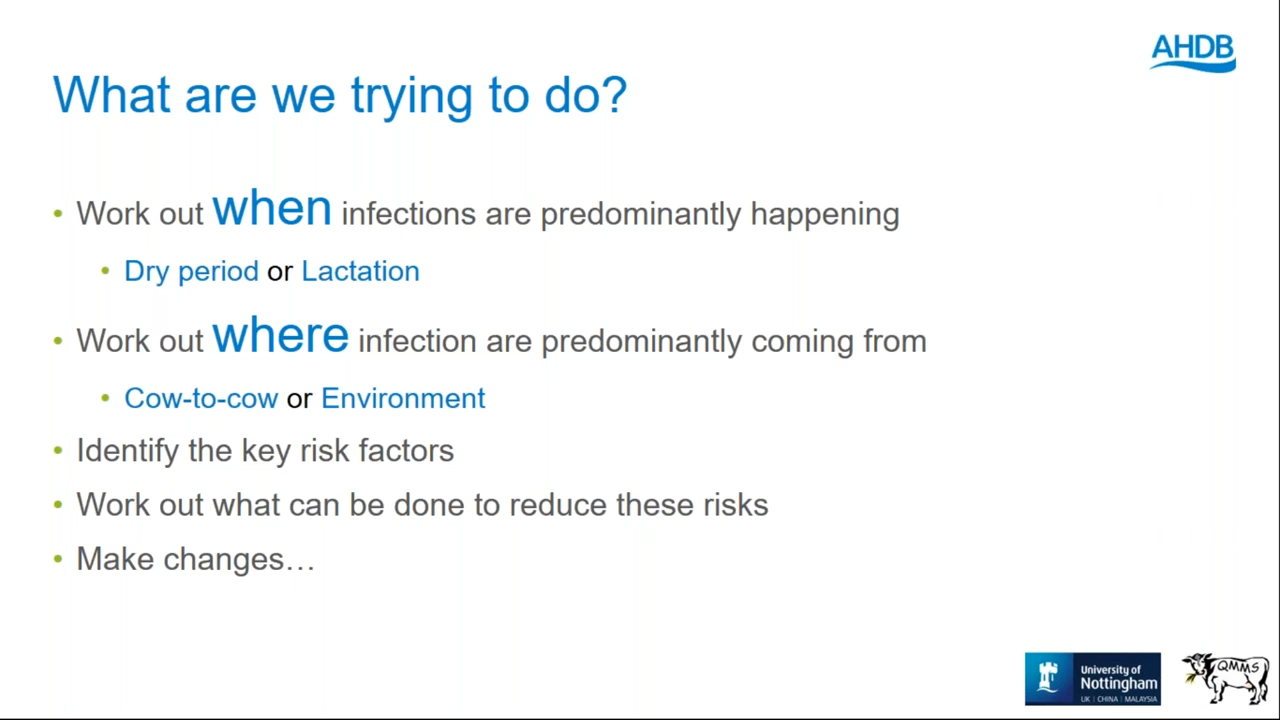 AHDB
What are we trying to do?
• Work out when infections are predominantly happening
• Dry period or Lactation
• Work out where infection are predominantly coming from
• Cow-to-cow or Environment
• Identify the key risk factors
• Work out what can be done to reduce these risks
• Make changes…
University of
Nottingham
UK | CHINA | MALAYSIA
QMMS